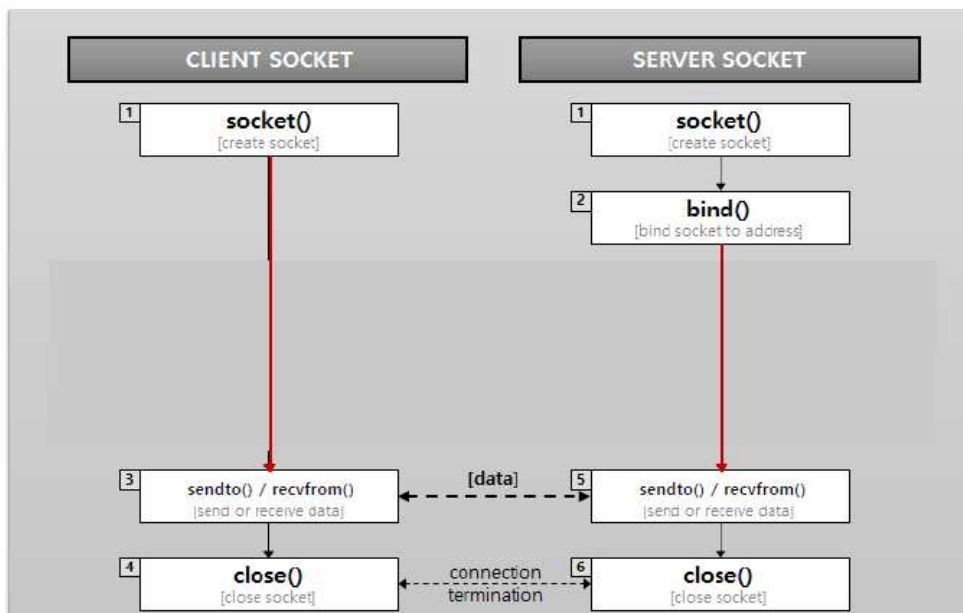 CLIENT SOCKET
SERVER SOCKET
1
socket()
[create socket]
1
socket()
[create socket]
2
bind()
[bind socket to address]
3
sendto() / recvfrom()
[send or receive data]
[data]
5
sendto() / recvfrom()
[send or receive data]
4
close()
[close socket]
connection
termination
6
close()
[close socket]